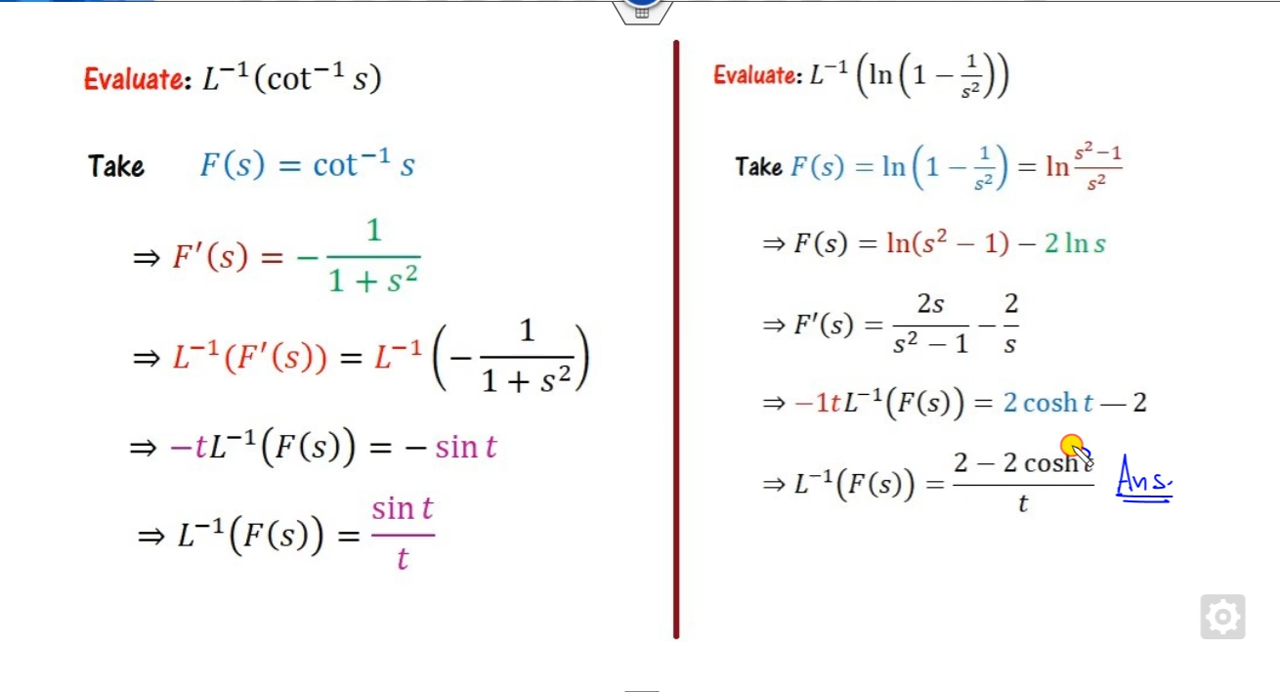 Evaluate: L⁻¹(cot⁻¹ s)
Take F(s) = cot⁻¹ s
⇒ F′(s) = − 1/(1 + s²)
⇒ L⁻¹(F′(s)) = L⁻¹(− 1/(1 + s²))
⇒ −tL⁻¹(F(s)) = − sin t
⇒ L⁻¹(F(s)) = sin t/t
Evaluate: L⁻¹(ln(1 − 1/s²))
Take F(s) = ln(1 − 1/s²) = ln (s²−1)/s²
⇒ F(s) = ln(s² − 1) − 2 ln s
⇒ F′(s) = 2s/(s² − 1) − 2/s
⇒ −1tL⁻¹(F(s)) = 2 cosh t − 2
⇒ L⁻¹(F(s)) = (2 − 2 cosh t)/t Ans.